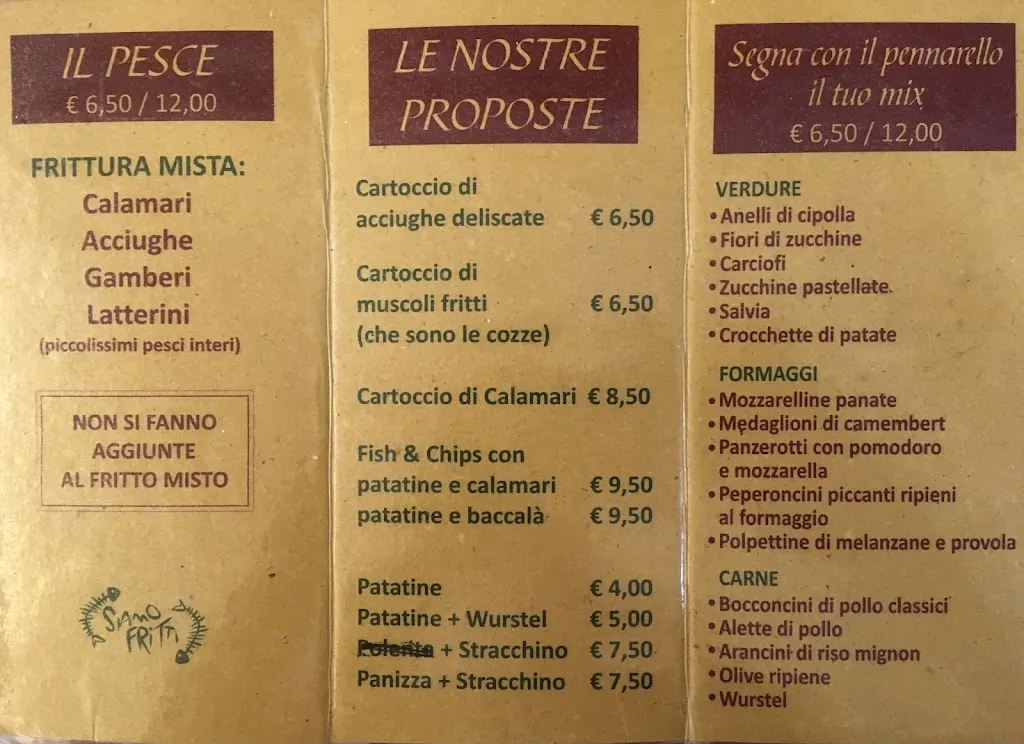 IL PESCE
€ 6,50 / 12,00
FRITTURA MISTA:
Calamari
Acciughe
Gamberi
Latterini
(piccolissimi pesci interi)
NON SI FANNO
AGGIUNTE
AL FRITTO MISTO
SIAMO
FRITTI
LE NOSTRE
PROPOSTE
Cartoccio di
acciughe deliscate € 6,50
Cartoccio di
muscoli fritti € 6,50
(che sono le cozze)
Cartoccio di Calamari € 8,50
Fish & Chips con
patatine e calamari € 9,50
patatine e baccalà € 9,50
Patatine € 4,00
Patatine + Wurstel € 5,00
Polenta + Stracchino € 7,50
Panizza + Stracchino € 7,50
Segna con il pennarello
il tuo mix
€ 6,50 / 12,00
VERDURE
• Anelli di cipolla
• Fiori di zucchine
• Carciofi
• Zucchine pastellate
• Salvia
• Crocchette di patate
FORMAGGI
• Mozzarelline panate
• Medaglioni di camembert
• Panzerotti con pomodoro
e mozzarella
• Peperoncini piccanti ripieni
al formaggio
• Polpettine di melanzane e provola
CARNE
• Bocconcini di pollo classici
• Alette di pollo
• Arancini di riso mignon
• Olive ripiene
• Wurstel